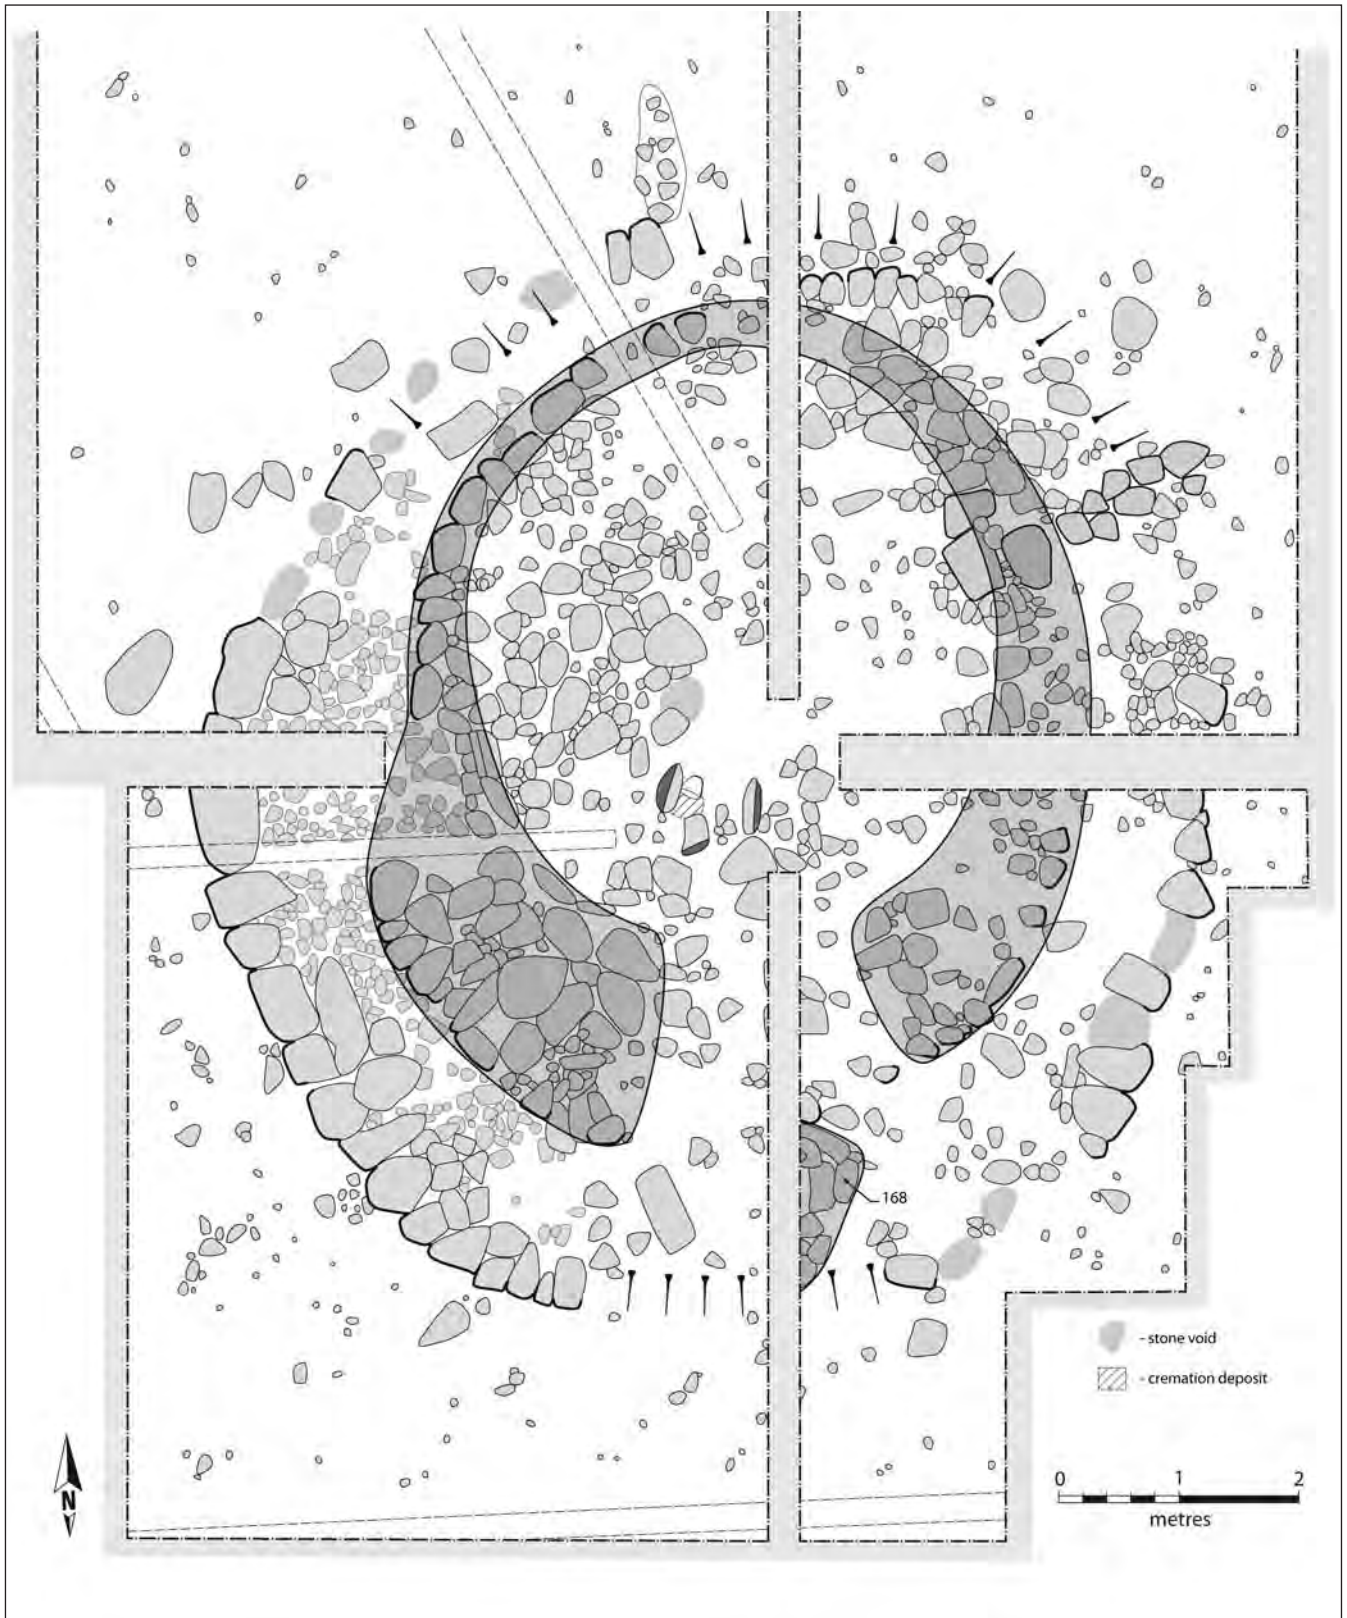 168
- stone void
- cremation deposit
N
0 1 2
metres